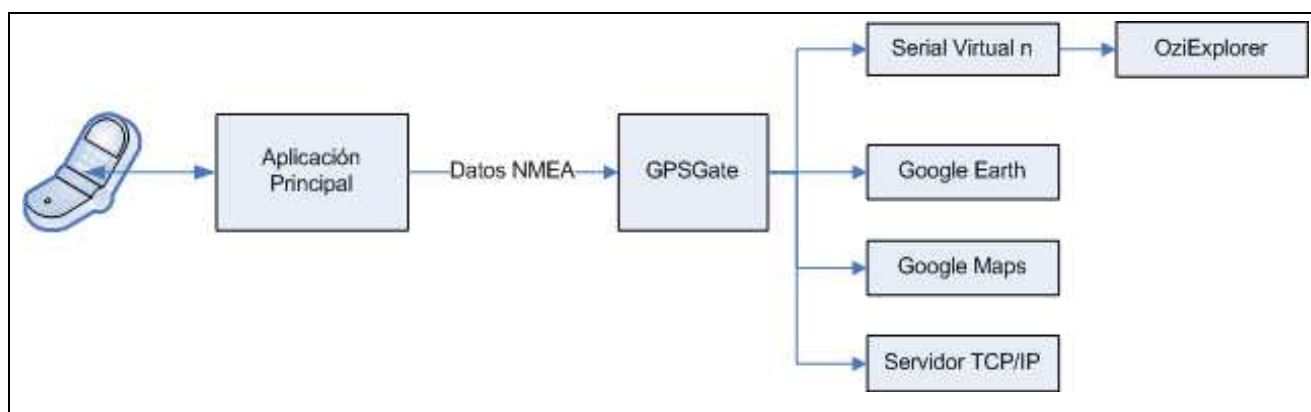 Serial Virtual n
OziExplorer
Aplicación
Principal
Datos NMEA
GPSGate
Google Earth
Google Maps
Servidor TCP/IP